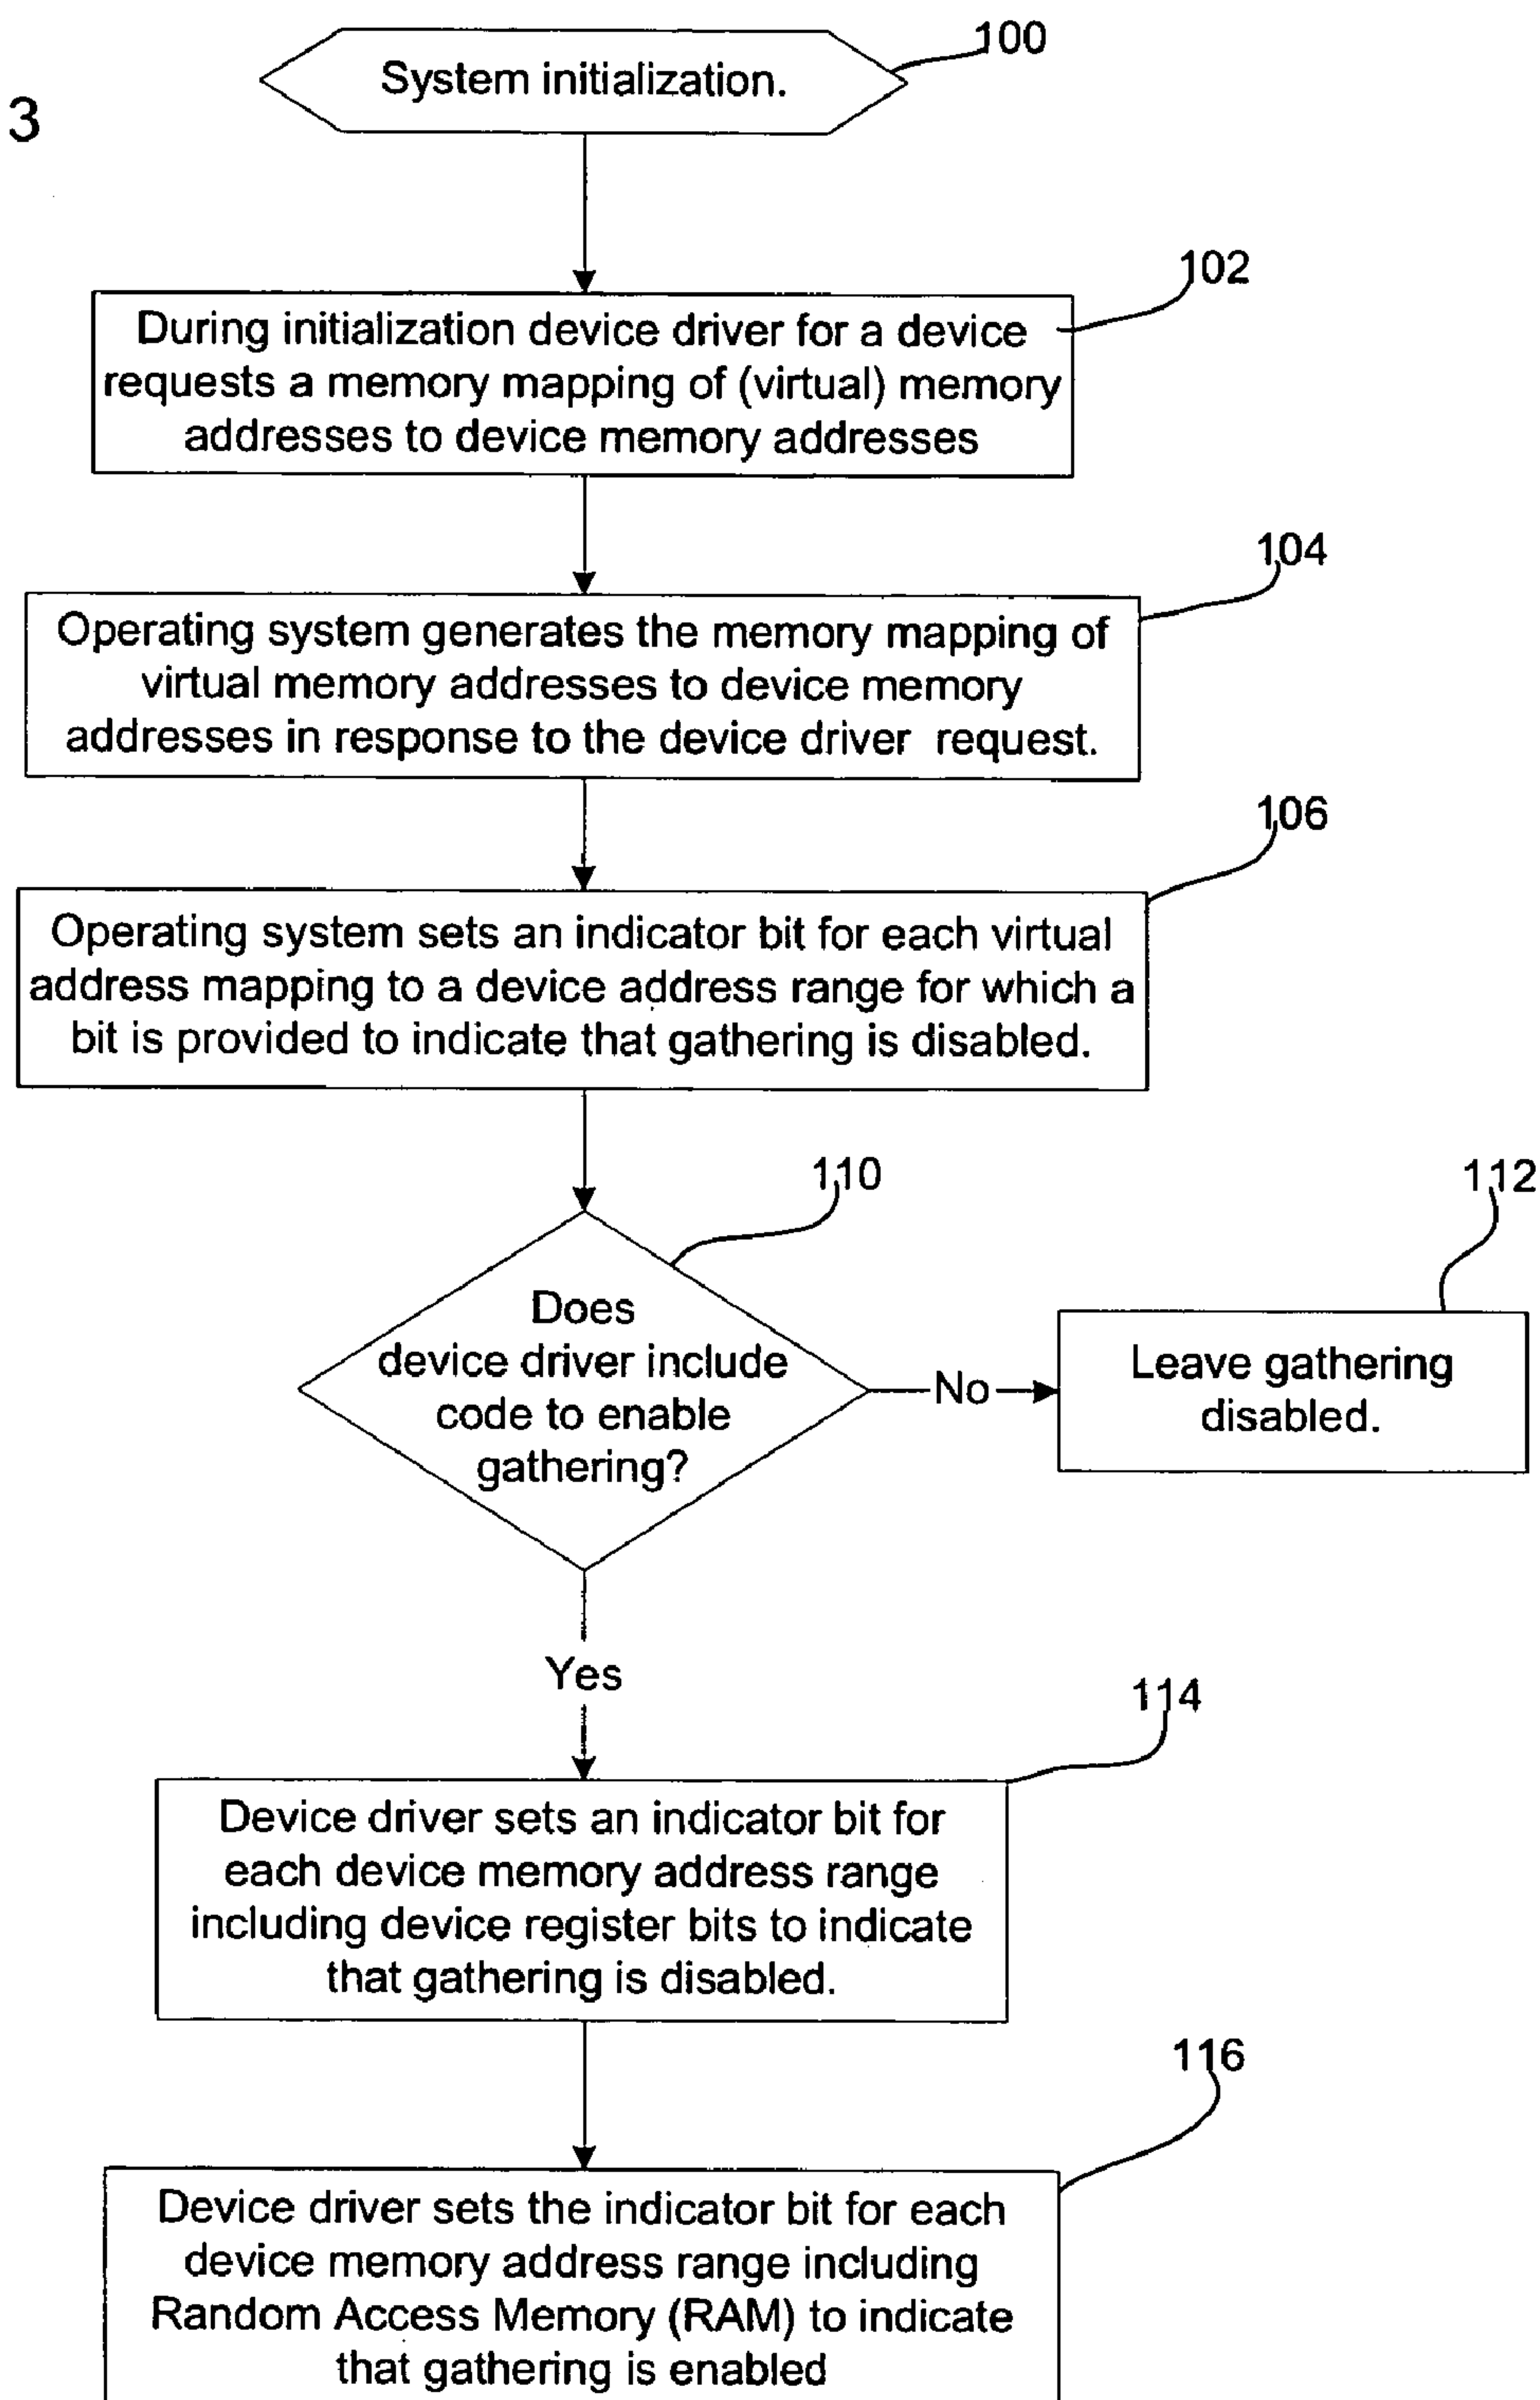 100
System initialization.
3
102
During initialization device driver for a device
requests a memory mapping of (virtual) memory
addresses to device memory addresses
104
Operating system generates the memory mapping of
virtual memory addresses to device memory
addresses in response to the device driver request.
106
Operating system sets an indicator bit for each virtual
address mapping to a device address range for which a
bit is provided to indicate that gathering is disabled.
110
112
Does
device driver include
code to enable
gathering?
No
Leave gathering
disabled.
Yes
114
Device driver sets an indicator bit for
each device memory address range
including device register bits to indicate
that gathering is disabled.
116
Device driver sets the indicator bit for each
device memory address range including
Random Access Memory (RAM) to indicate
that gathering is enabled